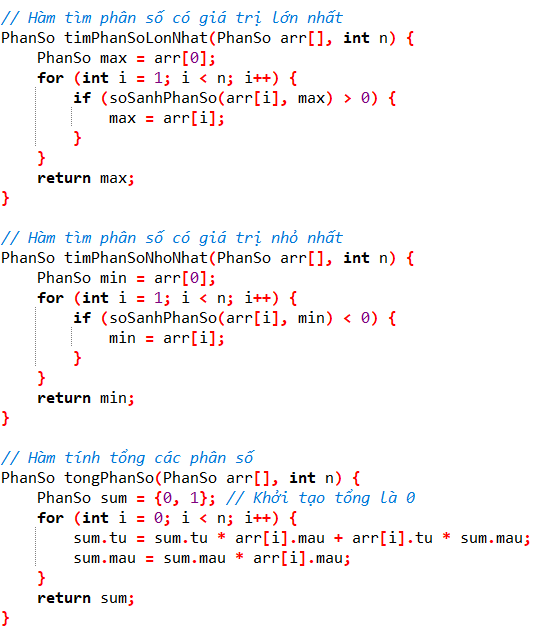 // Hàm tìm phân số có giá trị lớn nhất
PhanSo timPhanSoLonNhat(PhanSo arr[], int n) {
    PhanSo max = arr[0];
    for (int i = 1; i < n; i++) {
        if (soSanhPhanSo(arr[i], max) > 0) {
            max = arr[i];
        }
    }
    return max;
}

// Hàm tìm phân số có giá trị nhỏ nhất
PhanSo timPhanSoNhoNhat(PhanSo arr[], int n) {
    PhanSo min = arr[0];
    for (int i = 1; i < n; i++) {
        if (soSanhPhanSo(arr[i], min) < 0) {
            min = arr[i];
        }
    }
    return min;
}

// Hàm tính tổng các phân số
PhanSo tongPhanSo(PhanSo arr[], int n) {
    PhanSo sum = {0, 1}; // Khởi tạo tổng là 0
    for (int i = 0; i < n; i++) {
        sum.tu = sum.tu * arr[i].mau + arr[i].tu * sum.mau;
        sum.mau = sum.mau * arr[i].mau;
    }
    return sum;
}